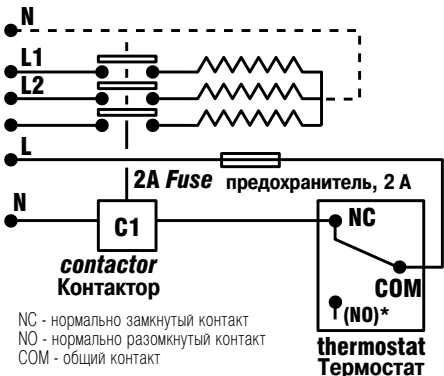 N
L1
L2
L
2A Fuse предохранитель, 2 А
N
C1
NC
contactor
Контактор
COM
(NO)*
NC - нормально замкнутый контакт
NO - нормально разомкнутый контакт
COM - общий контакт
thermostat
Термостат